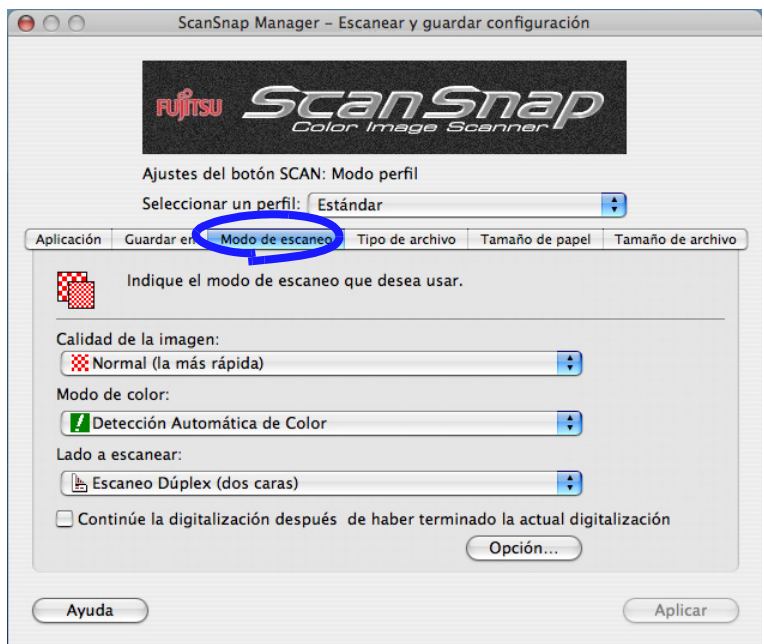 ScanSnap Manager – Escanear y guardar configuración
FUJITSU ScanSnap
Color Image Scanner
Ajustes del botón SCAN: Modo perfil
Seleccionar un perfil: Estándar
Aplicación Guardar en Modo de escaneo Tipo de archivo Tamaño de papel Tamaño de archivo
Indique el modo de escaneo que desea usar.
Calidad de la imagen:
Normal (la más rápida)
Modo de color:
Detección Automática de Color
Lado a escanear:
Escaneo Dúplex (dos caras)
Continúe la digitalización después de haber terminado la actual digitalización
Opción...
Ayuda Aplicar